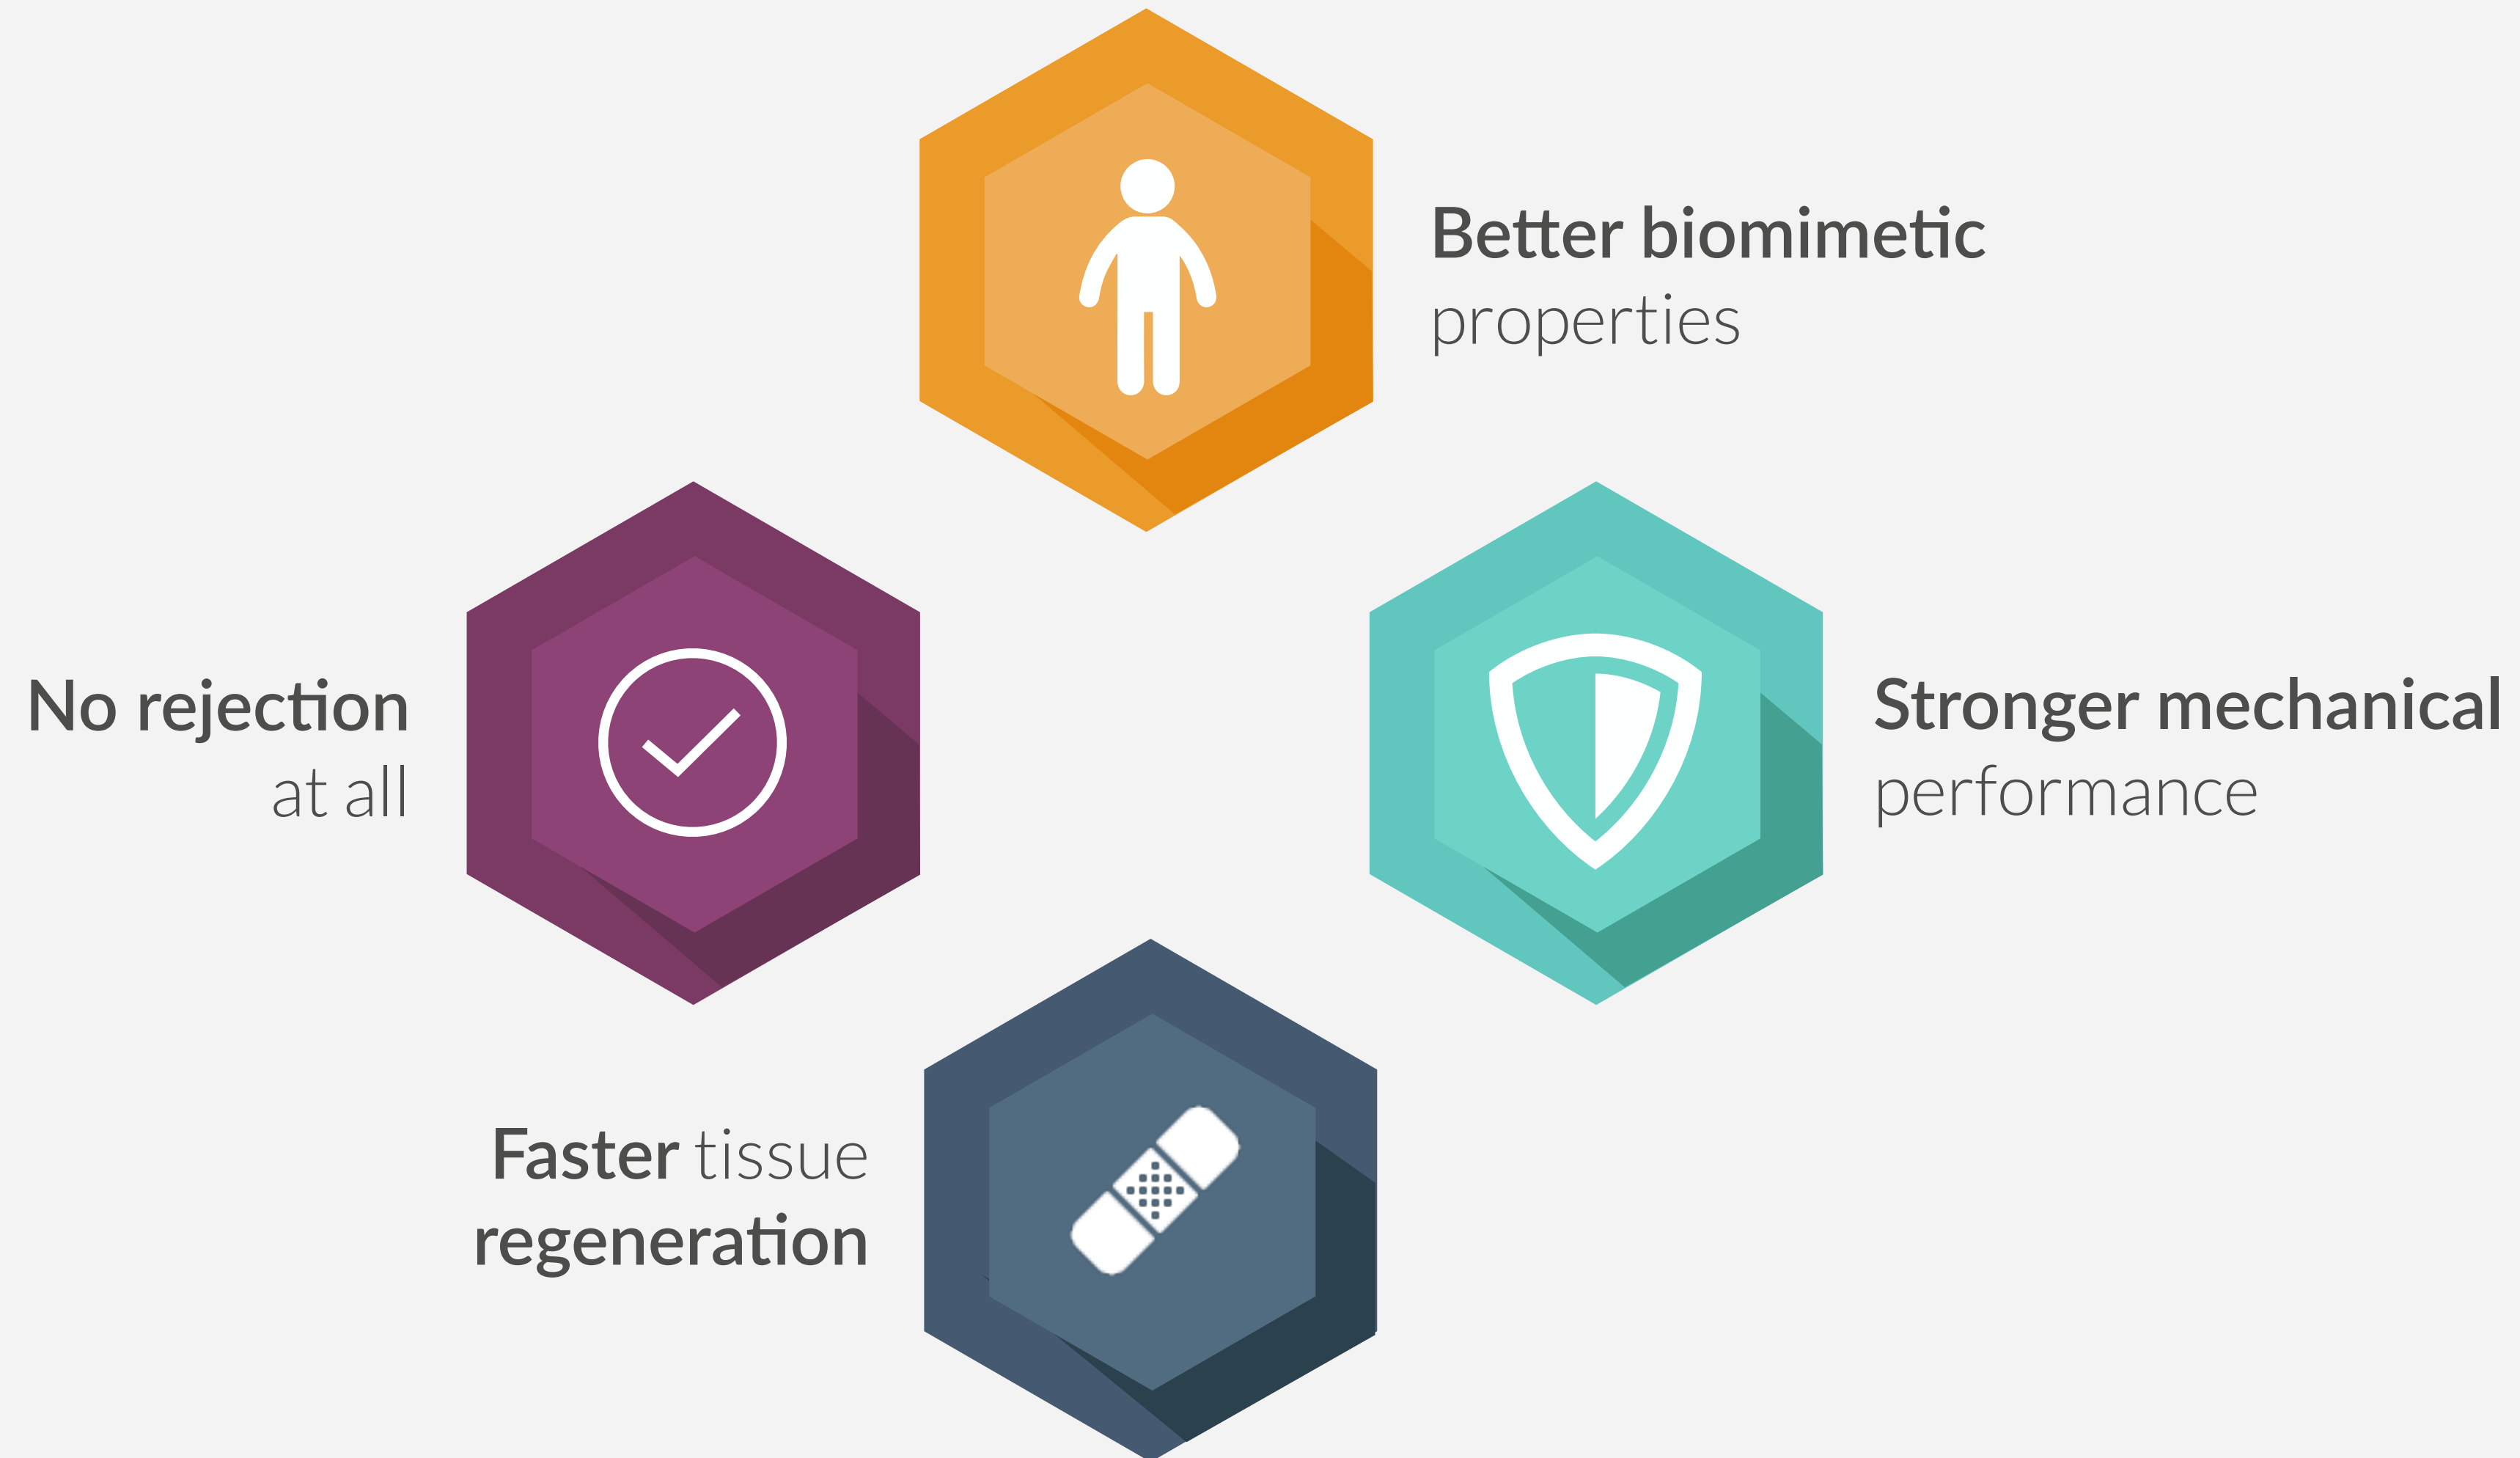 Better biomimetic
properties
No rejection
at all
Stronger mechanical
performance
Faster tissue
regeneration